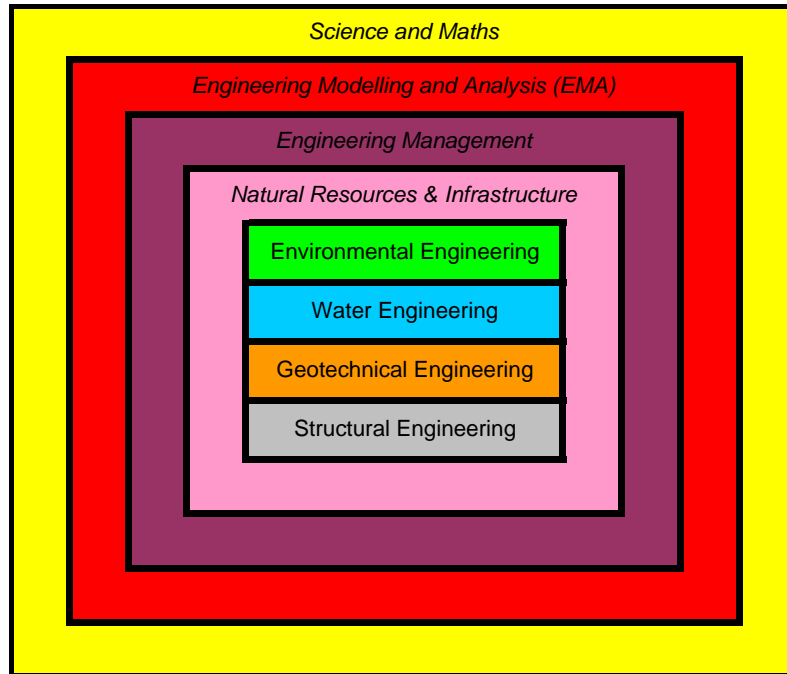 Science and Maths
Engineering Modelling and Analysis (EMA)
Engineering Management
Natural Resources & Infrastructure
Environmental Engineering
Water Engineering
Geotechnical Engineering
Structural Engineering